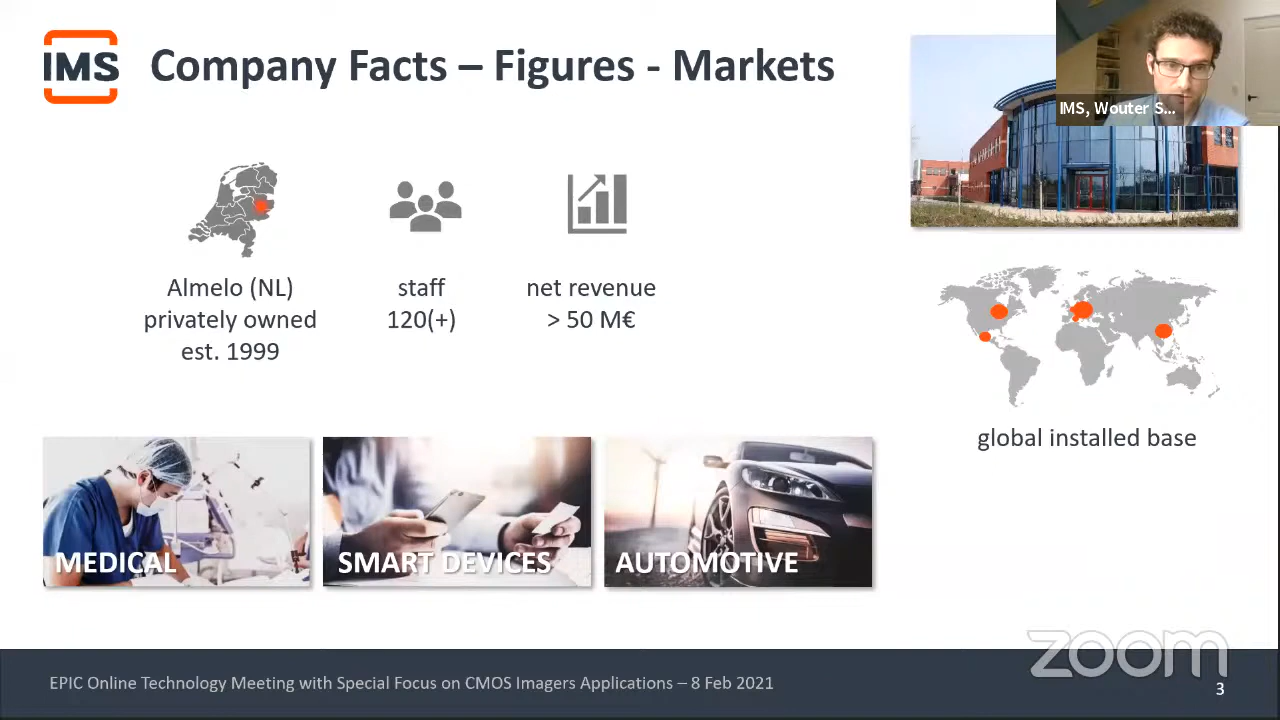 IMS
Company Facts – Figures - Markets
IMS, Wouter S...
Almelo (NL)
privately owned
est. 1999
staff
120(+)
net revenue
> 50 M€
global installed base
MEDICAL
SMART DEVICES
AUTOMOTIVE
zoom
EPIC Online Technology Meeting with Special Focus on CMOS Imagers Applications – 8 Feb 2021
3